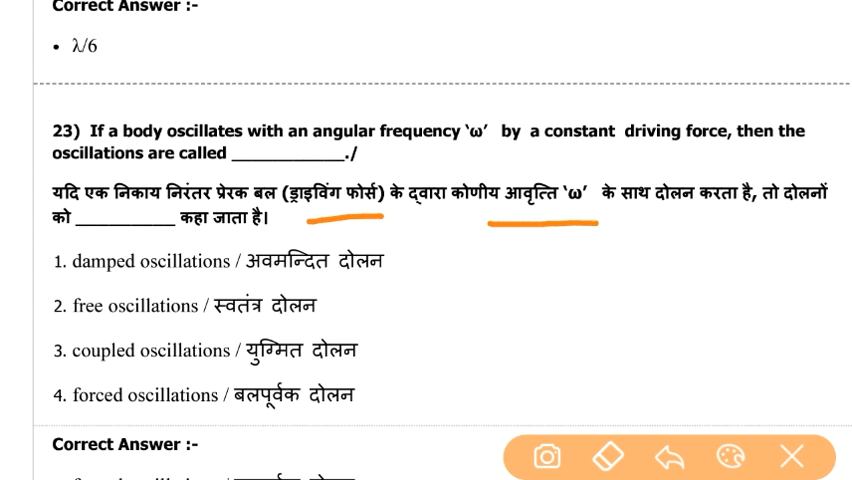 Correct Answer :-
• λ/6
23) If a body oscillates with an angular frequency ‘ω’ by a constant driving force, then the
oscillations are called ____________./
यदि एक निकाय निरंतर प्रेरक बल (ड्राइविंग फोर्स) के द्वारा कोणीय आवृत्ति ‘ω’ के साथ दोलन करता है, तो दोलनों
को ___________ कहा जाता है।
1. damped oscillations / अवमन्दित दोलन
2. free oscillations / स्वतंत्र दोलन
3. coupled oscillations / युग्मित दोलन
4. forced oscillations / बलपूर्वक दोलन
Correct Answer :-